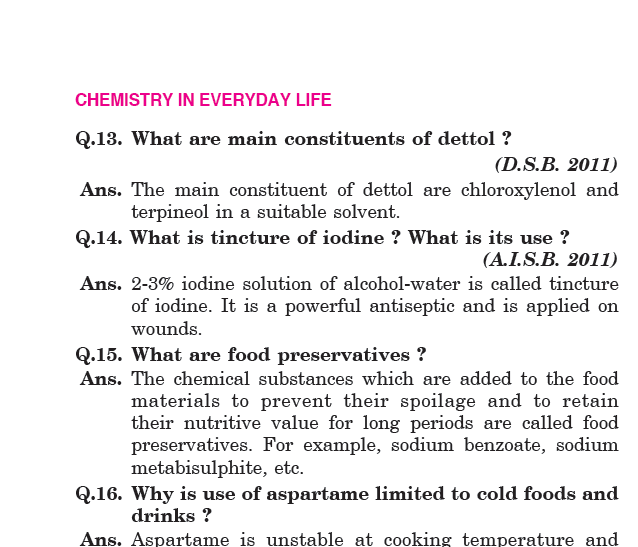 CHEMISTRY IN EVERYDAY LIFE
Q.13. What are main constituents of dettol ?
(D.S.B. 2011)
Ans. The main constituent of dettol are chloroxylenol and
terpineol in a suitable solvent.
Q.14. What is tincture of iodine ? What is its use ?
(A.I.S.B. 2011)
Ans. 2-3% iodine solution of alcohol-water is called tincture
of iodine. It is a powerful antiseptic and is applied on
wounds.
Q.15. What are food preservatives ?
Ans. The chemical substances which are added to the food
materials to prevent their spoilage and to retain
their nutritive value for long periods are called food
preservatives. For example, sodium benzoate, sodium
metabisulphite, etc.
Q.16. Why is use of aspartame limited to cold foods and
drinks ?
Ans. Aspartame is unstable at cooking temperature and